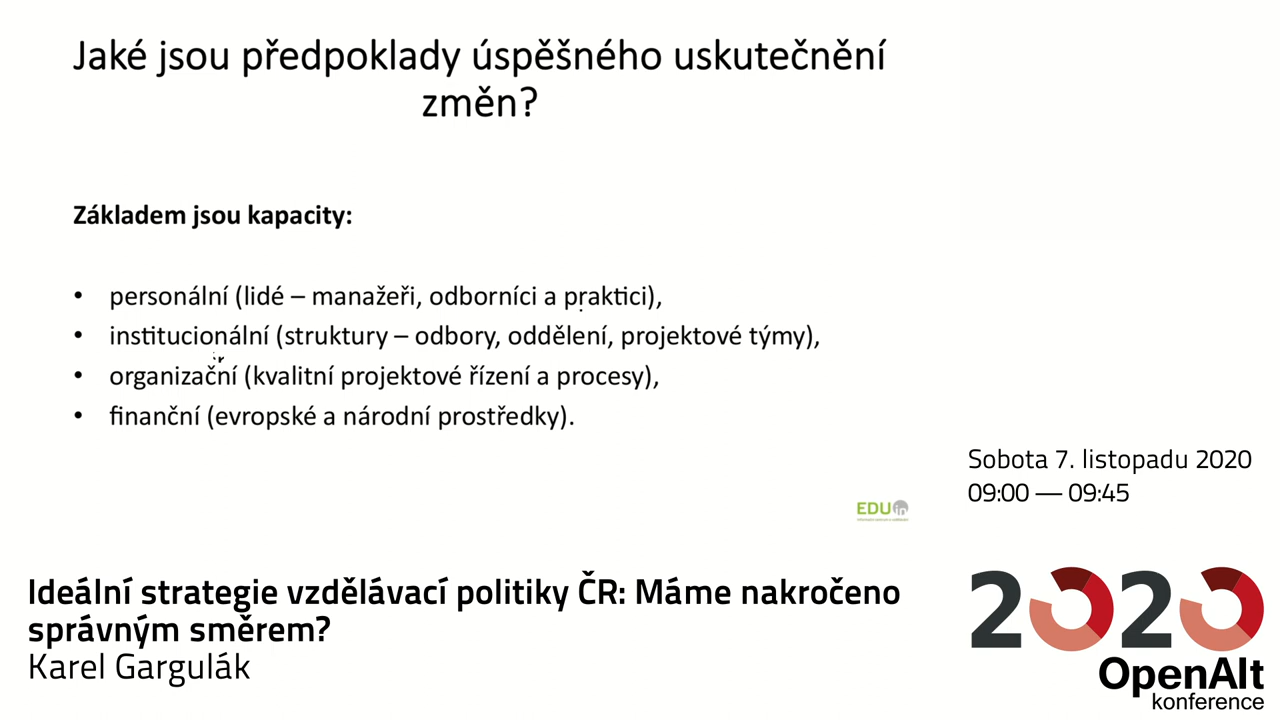 Jaké jsou předpoklady úspěšného uskutečnění
změn?
Základem jsou kapacity:
• personální (lidé – manažeři, odborníci a praktici),
• institucionální (struktury – odbory, oddělení, projektové týmy),
• organizační (kvalitní projektové řízení a procesy),
• finanční (evropské a národní prostředky).
EDUin
Sobota 7. listopadu 2020
09:00 — 09:45
Ideální strategie vzdělávací politiky ČR: Máme nakročeno
správným směrem?
Karel Gargulák
2020
OpenAlt
konference